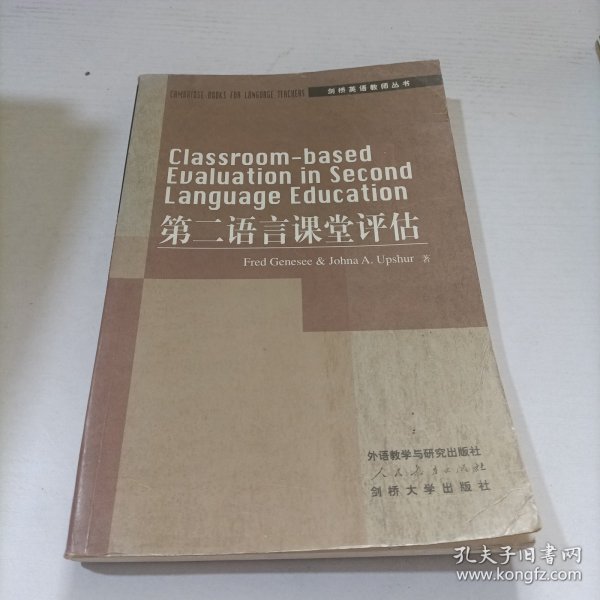 CAMBRIDGE BOOKS FOR LANGUAGE TEACHERS 剑桥英语教师丛书
Classroom-based
Evaluation in Second
Language Education
第二语言课堂评估
Fred Genesee & Johna A. Upshur 著
外语教学与研究出版社
人民教育出版社
剑桥大学出版社
孔夫子旧书网
www.kongfz.com